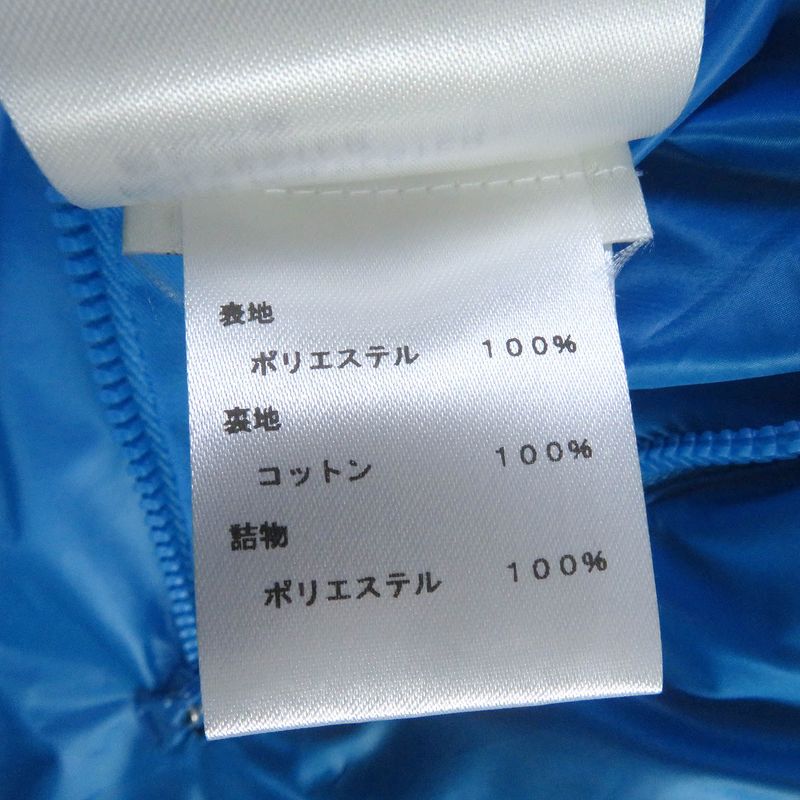 表地
ポリエステル 100%
裏地
コットン 100%
詰物
ポリエステル 100%